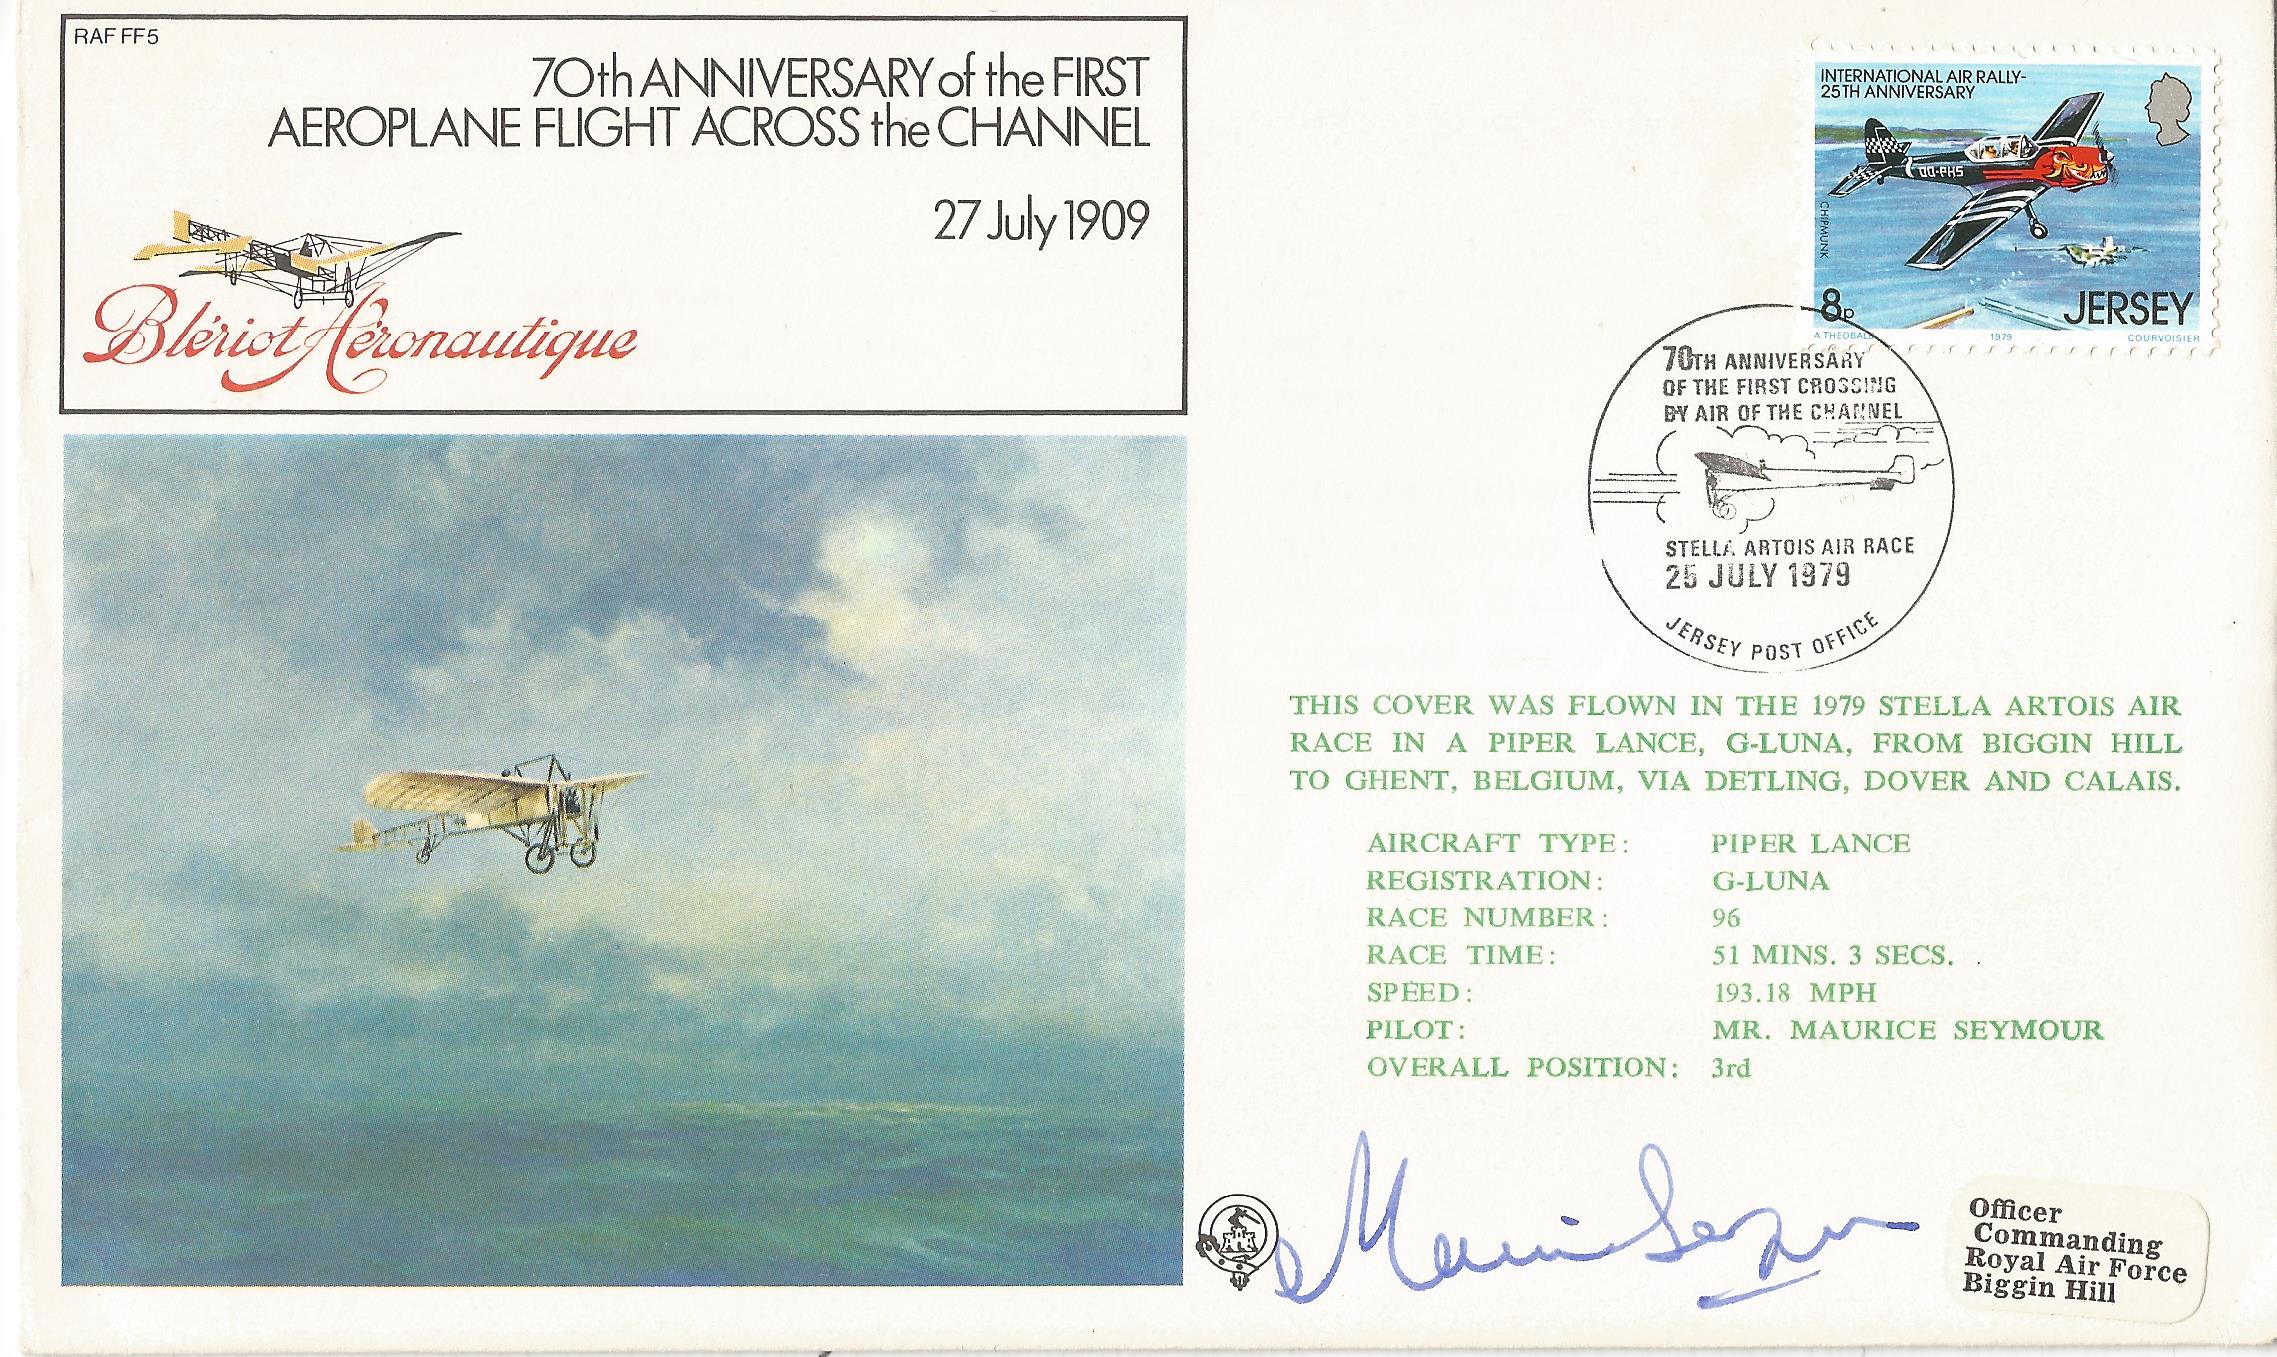 RAF FF5
70th ANNIVERSARY of the FIRST
AEROPLANE FLIGHT ACROSS the CHANNEL
27 July 1909
Blériot Aéronautique
INTERNATIONAL AIR RALLY-
25TH ANNIVERSARY
OO-PHS
CHIPMUNK
8p
JERSEY
A. THEOBALD
1979
COURVOISIER
70TH ANNIVERSARY
OF THE FIRST CROSSING
BY AIR OF THE CHANNEL
STELLA ARTOIS AIR RACE
25 JULY 1979
JERSEY POST OFFICE
THIS COVER WAS FLOWN IN THE 1979 STELLA ARTOIS AIR
RACE IN A PIPER LANCE, G-LUNA, FROM BIGGIN HILL
TO GHENT, BELGIUM, VIA DETLING, DOVER AND CALAIS.
AIRCRAFT TYPE: PIPER LANCE
REGISTRATION: G-LUNA
RACE NUMBER: 96
RACE TIME: 51 MINS. 3 SECS.
SPEED: 193.18 MPH
PILOT: MR. MAURICE SEYMOUR
OVERALL POSITION: 3rd
Maurice Seymour
Officer
Commanding
Royal Air Force
Biggin Hill